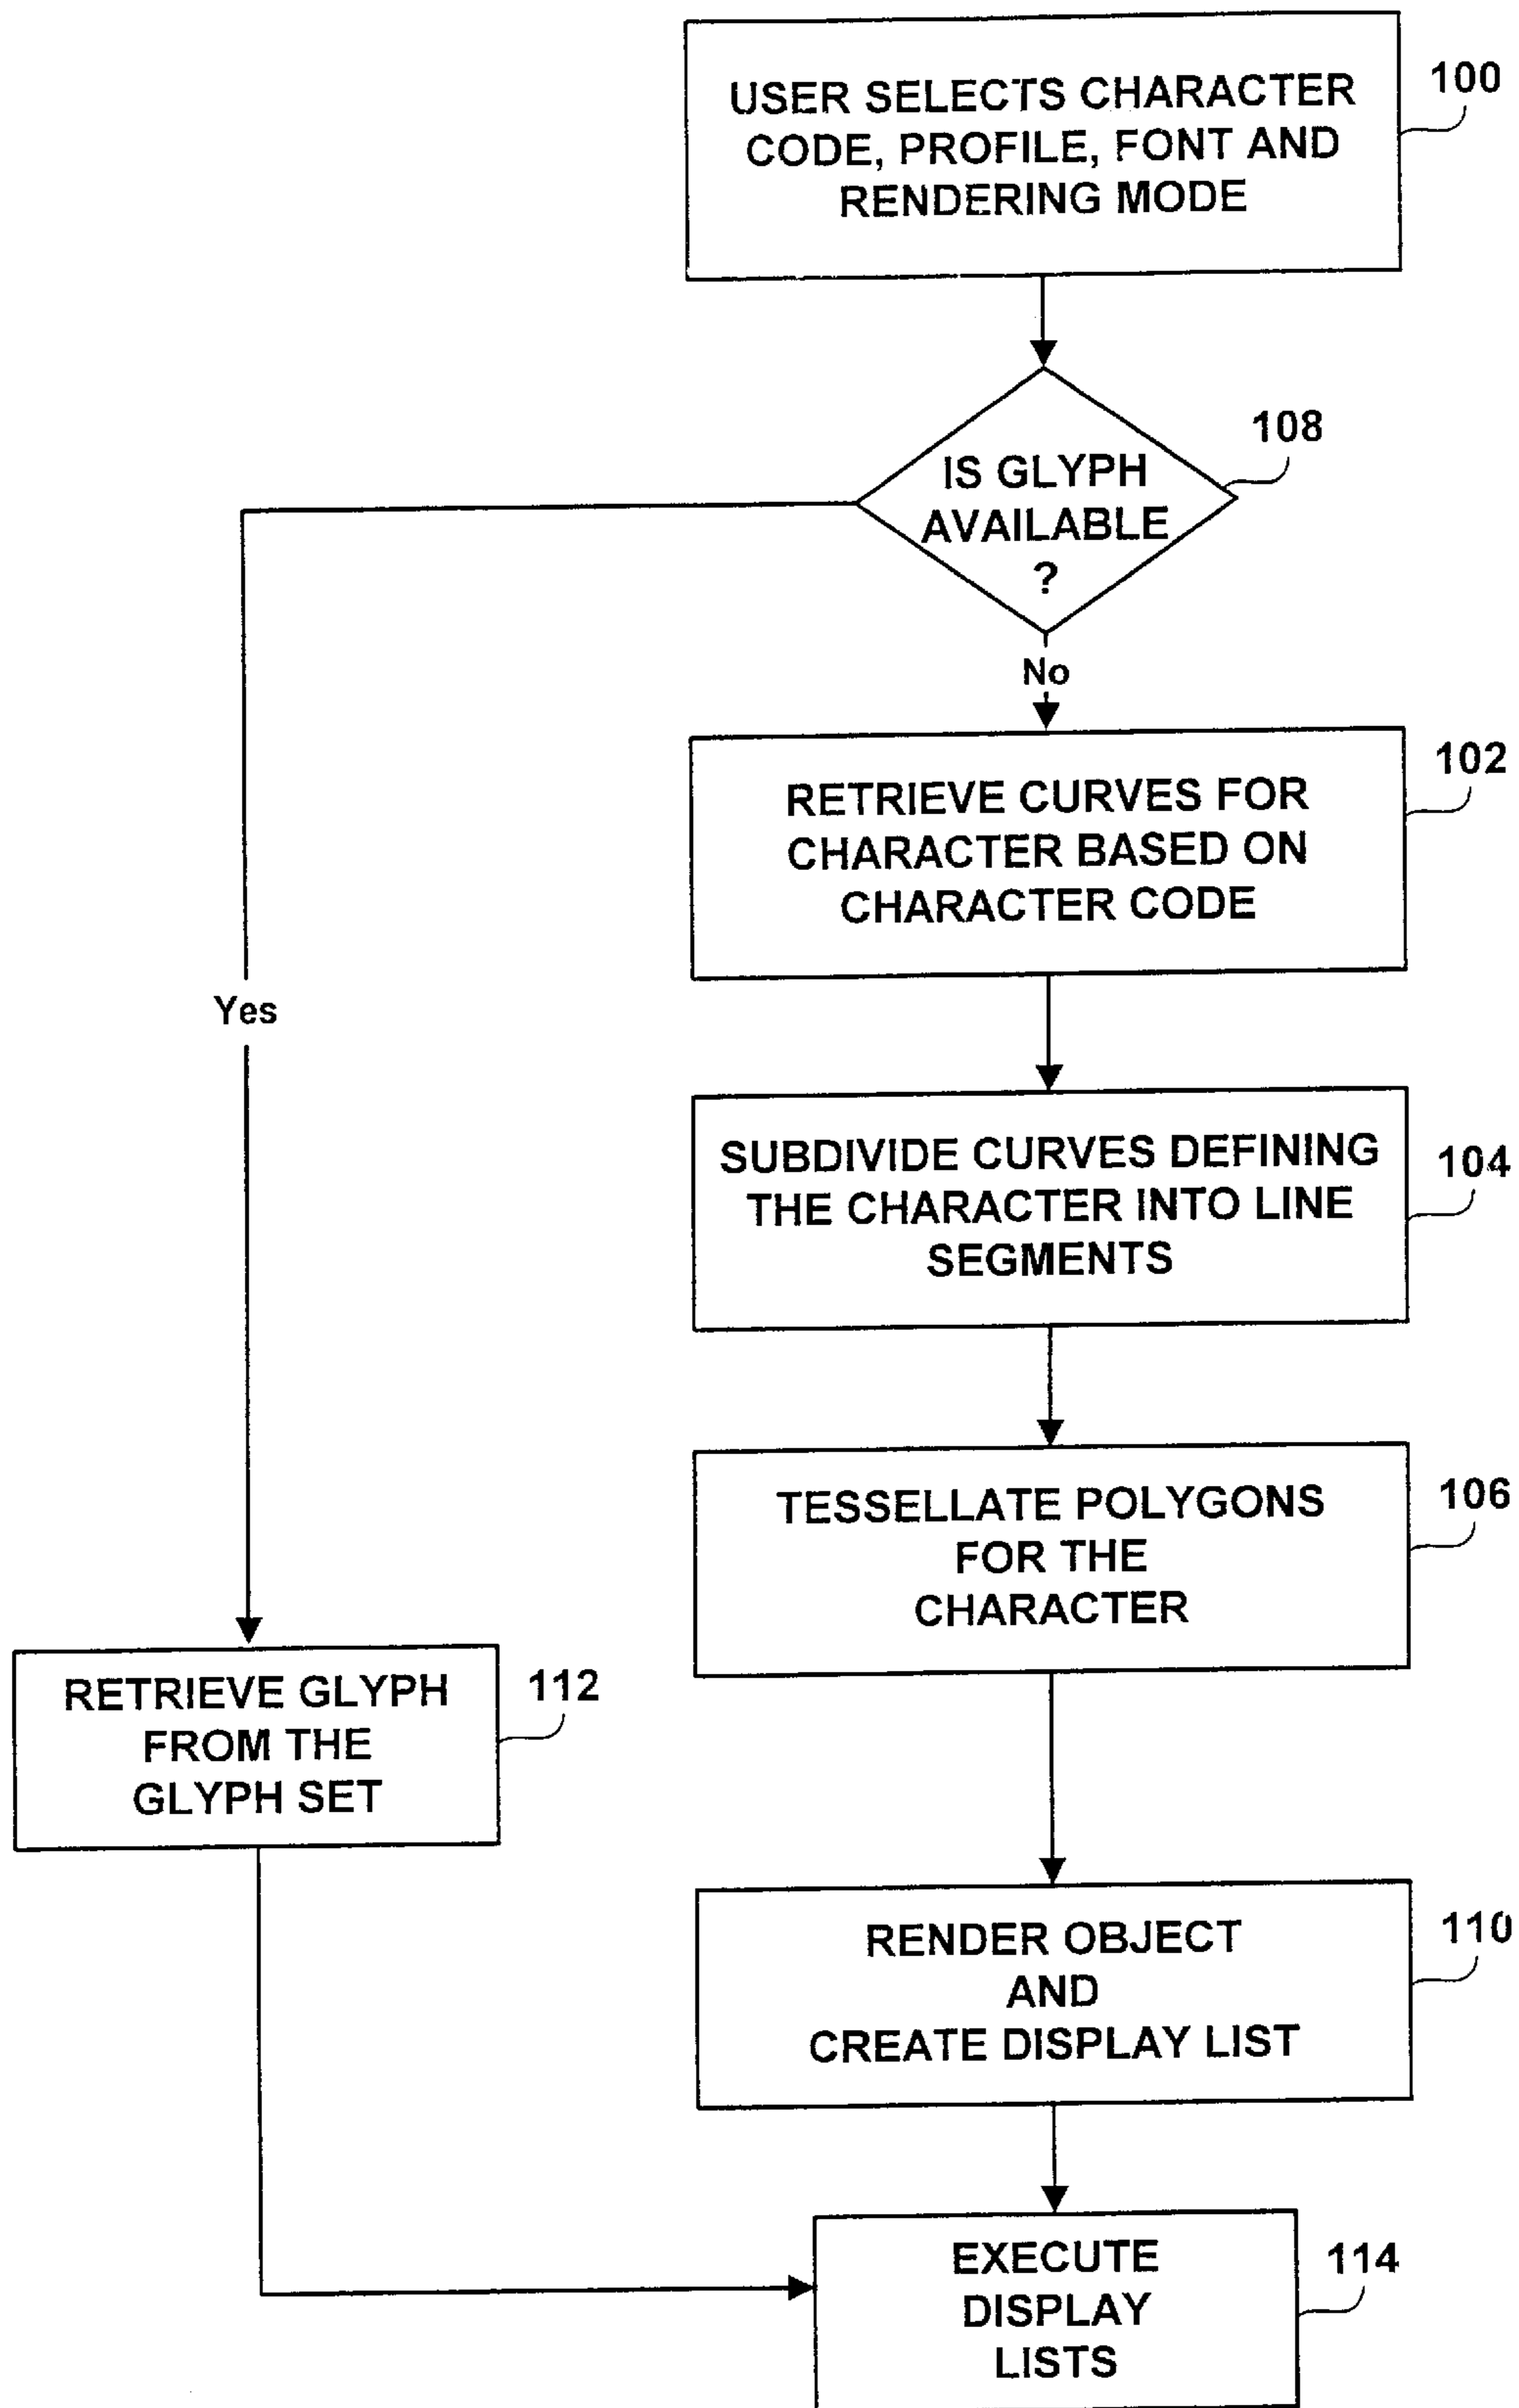 USER SELECTS CHARACTER
CODE, PROFILE, FONT AND
RENDERING MODE
100
108
IS GLYPH
AVAILABLE
?
No
102
RETRIEVE CURVES FOR
CHARACTER BASED ON
CHARACTER CODE
Yes
SUBDIVIDE CURVES DEFINING
THE CHARACTER INTO LINE
SEGMENTS
104
TESSELLATE POLYGONS
FOR THE
CHARACTER
106
RETRIEVE GLYPH
FROM THE
GLYPH SET
112
RENDER OBJECT
AND
CREATE DISPLAY LIST
110
EXECUTE
DISPLAY
LISTS
114